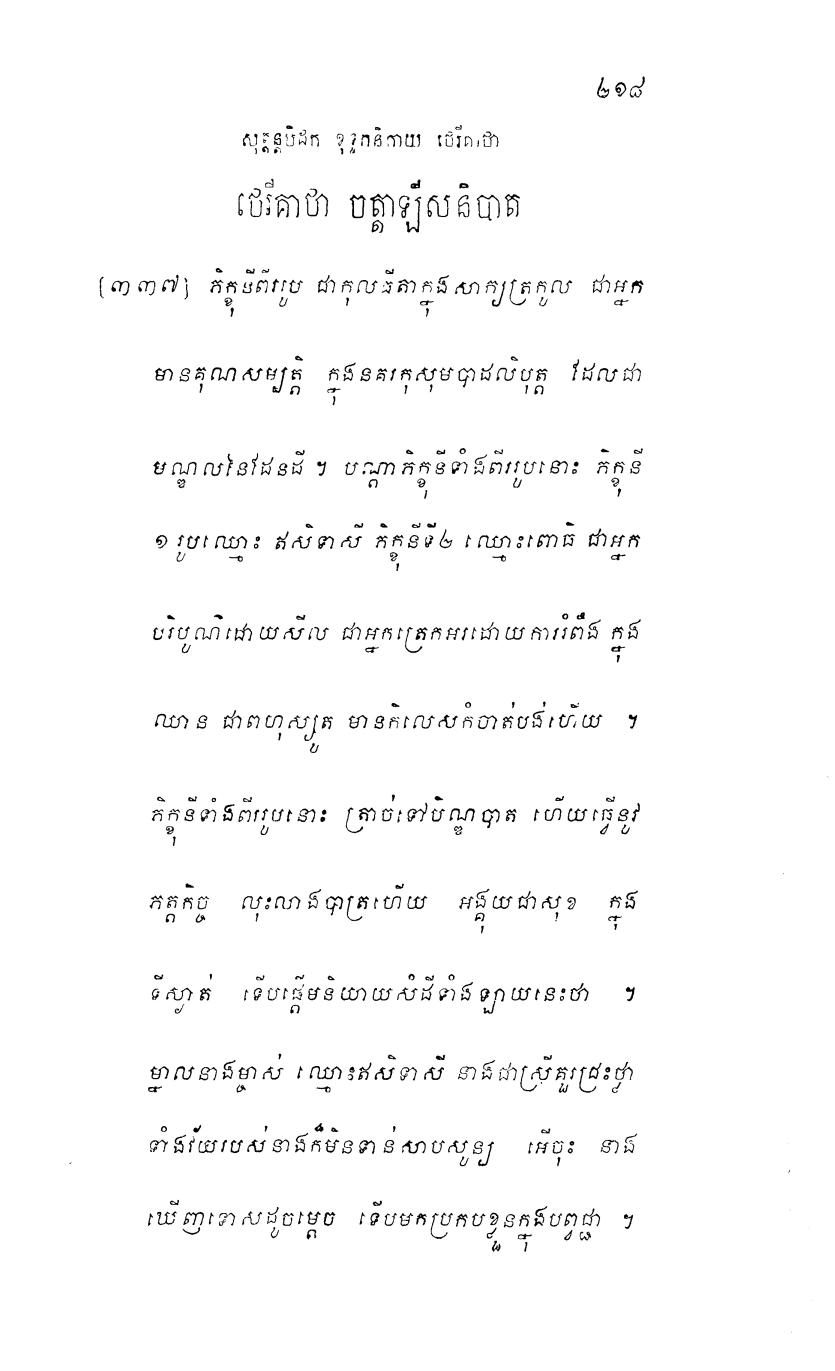 ២១៨
សុត្តន្តបិដក ខុទ្ទកនិកាយ ថេរីគាថា
ថេរីគាថា ចត្តាឡីសនិបាត
[៣៣៧] ភិក្ខុនីពីររូប ជាកុលធីតាក្នុងសាក្យត្រកូល ជាអ្នក
មានគុណសម្បត្តិ ក្នុងនគរកុសុមបាដលិបុត្ត ដែលជា
មណ្ឌលនៃដែនដី ។ បណ្តាភិក្ខុនីទាំងពីររូបនោះ ភិក្ខុនី
១ រូបឈ្មោះ ឥសិទាសី ភិក្ខុនីទី២ ឈ្មោះពោធិ ជាអ្នក
បរិបូណ៌ដោយសីល ជាអ្នកត្រេកអរដោយការរំពឹង ក្នុង
ឈាន ជាពហុស្សូត មានកិលេសកំចាត់បង់ហើយ ។
ភិក្ខុនីទាំងពីររូបនោះ ត្រាច់ទៅបិណ្ឌបាត ហើយធ្វើនូវ
ភត្តកិច្ច លុះលាងបាត្រហើយ អង្គុយជាសុខ ក្នុង
ទីស្ងាត់ ទើបផ្តើមនិយាយសំដីទាំងឡាយនេះថា ។
ម្នាលនាងម្ចាស់ ឈ្មោះឥសិទាសី នាងជាស្រីគួរជ្រះថ្លា
ទាំងវ័យរបស់នាងក៏មិនទាន់សាបសូន្យ អើចុះ នាង
ឃើញទោសដូចម្តេច ទើបមកប្រកបខ្លួនក្នុងបព្វជ្ជា ។